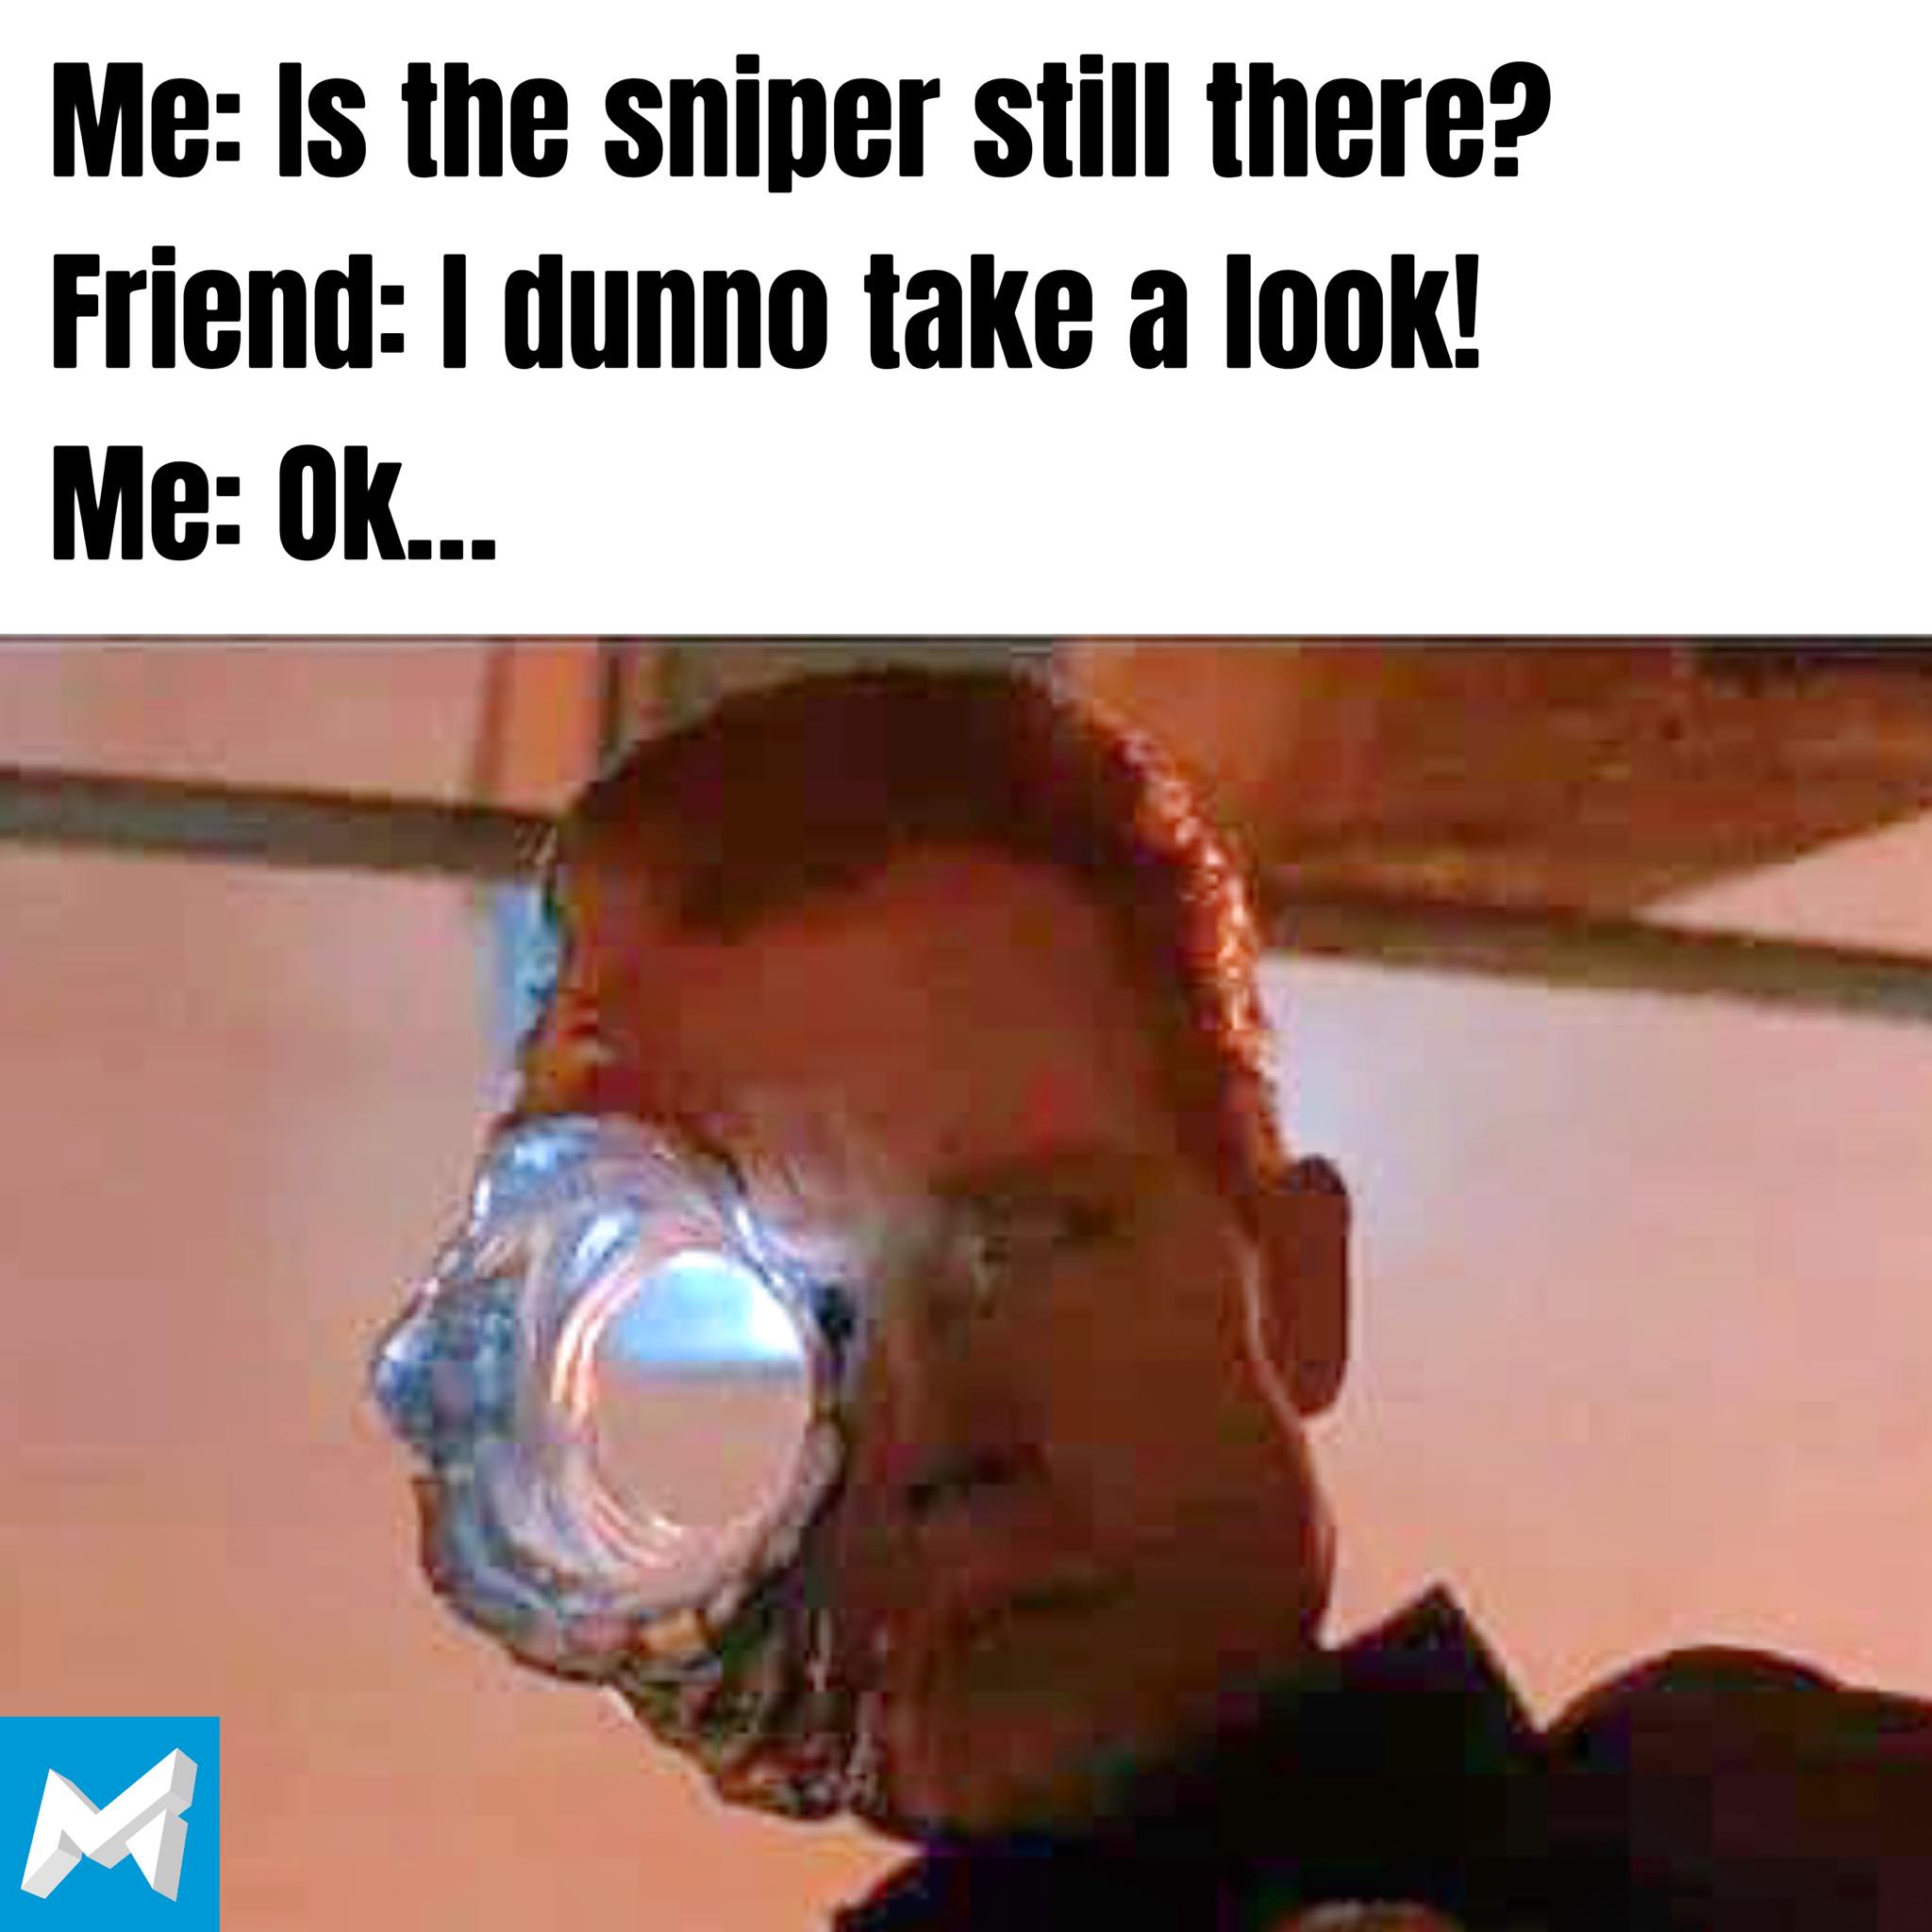 Me: Is the sniper still there?
Friend: I dunno take a look!
Me: Ok...